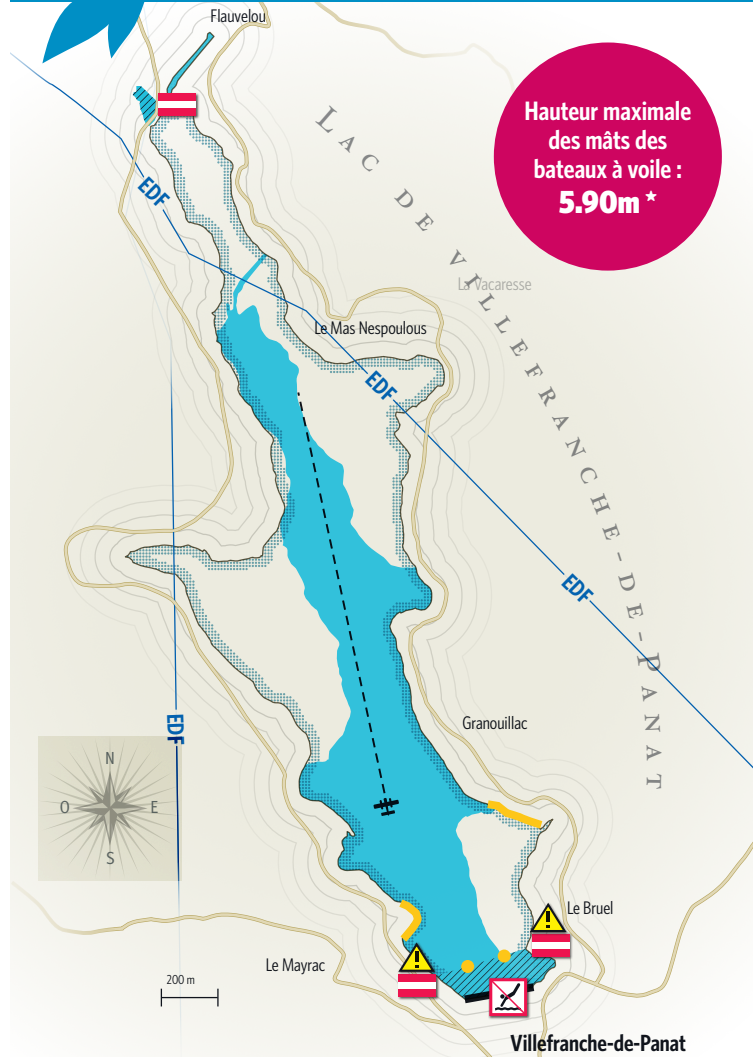 Flauvelou
Hauteur maximale
des mâts des
bateaux à voile :
5.90m *
LAC DE VILLEFRANCHE-DE-PANAT
EDF
La Vacaresse
Le Mas Nespoulous
EDF
EDF
EDF
Granouillac
N
O E
S
Le Bruel
Le Mayrac
200 m
Villefranche-de-Panat